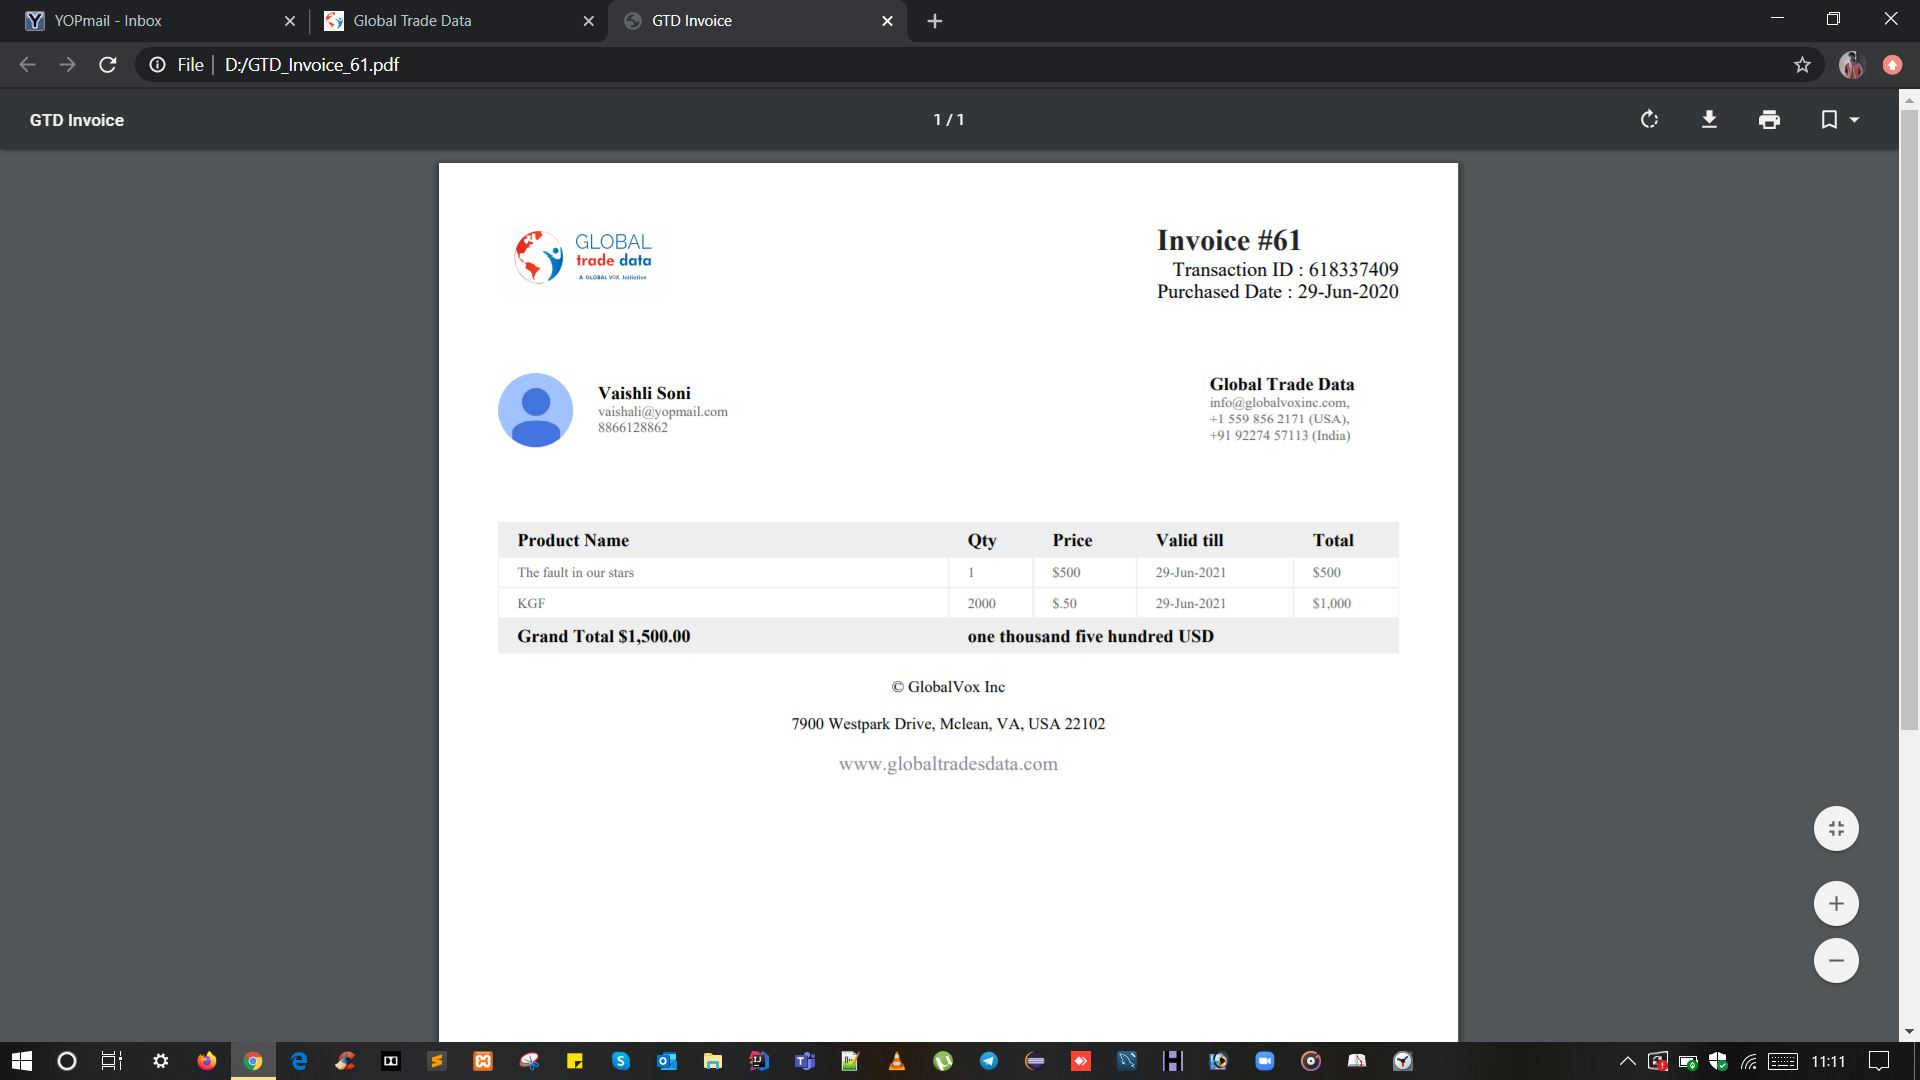 YOPmail - Inbox
Global Trade Data
GTD Invoice
File
D:/GTD_Invoice_61.pdf
GTD Invoice
1 / 1
GLOBAL
trade data
A GLOBAL VOX Initiative
Invoice #61
Transaction ID : 618337409
Purchased Date : 29-Jun-2020
Vaishli Soni
vaishali@yopmail.com
8866128862
Global Trade Data
info@globalvoxinc.com,
+1 559 856 2171 (USA),
+91 92274 57113 (India)
Product Name Qty Price Valid till Total
The fault in our stars 1 $500 29-Jun-2021 $500
KGF 2000 $.50 29-Jun-2021 $1,000
Grand Total $1,500.00 one thousand five hundred USD
© GlobalVox Inc
7900 Westpark Drive, Mclean, VA, USA 22102
www.globaltradesdata.com
11:11